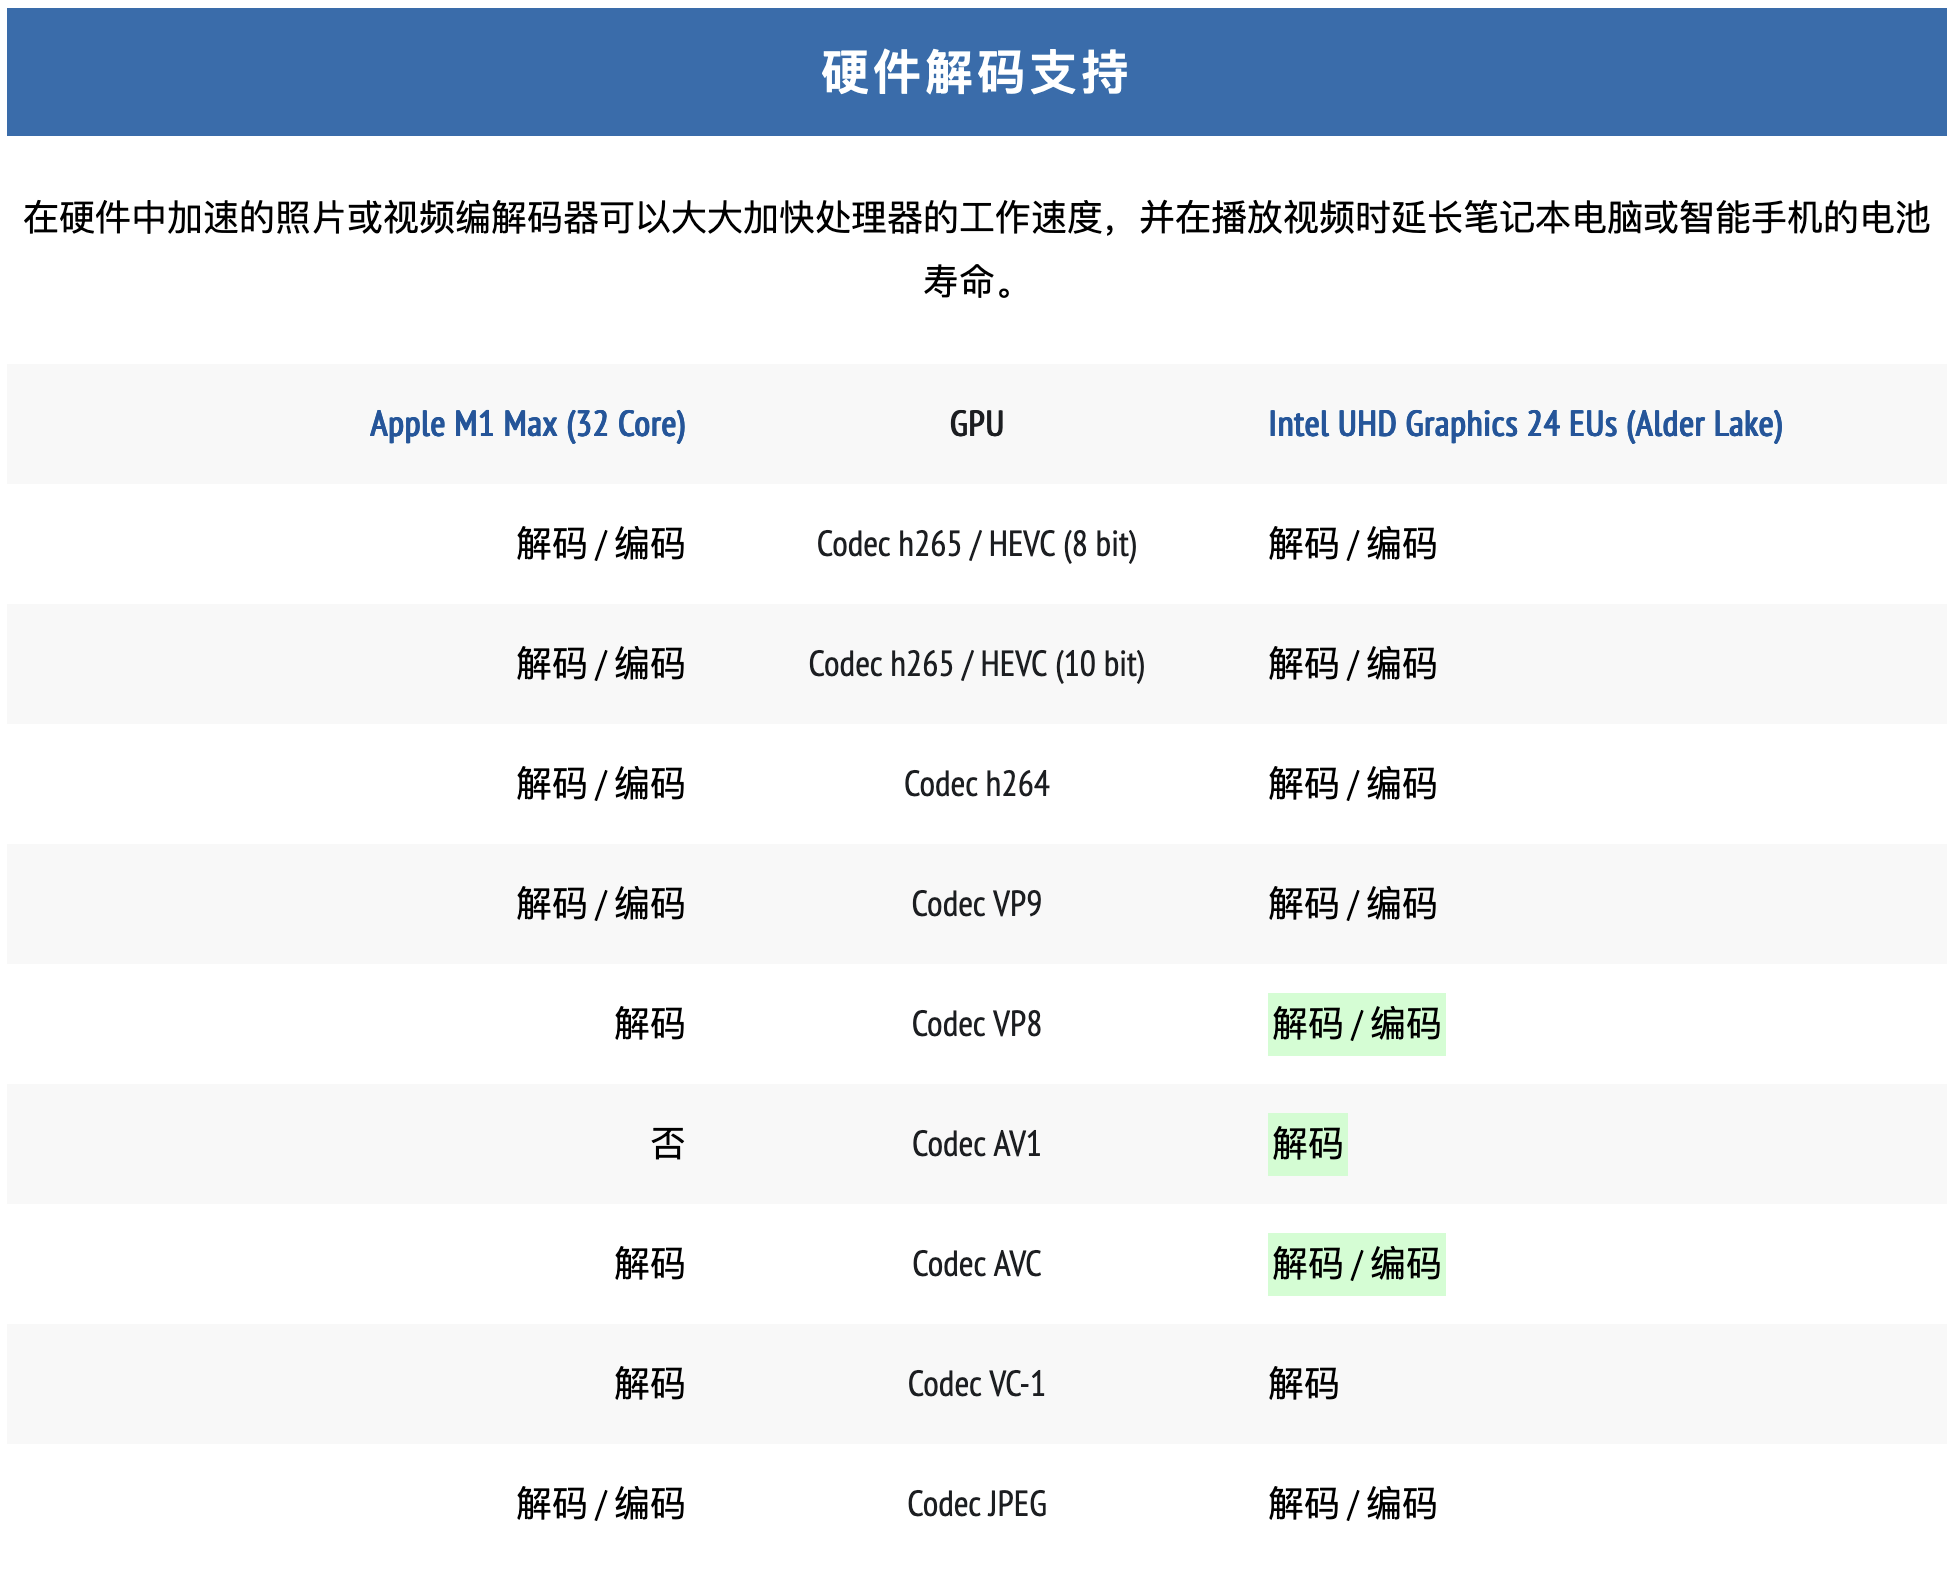 硬件解码支持
在硬件中加速的照片或视频编解码器可以大大加快处理器的工作速度，并在播放视频时延长笔记本电脑或智能手机的电池
寿命。
Apple M1 Max (32 Core) GPU Intel UHD Graphics 24 EUs (Alder Lake)
解码 / 编码 Codec h265 / HEVC (8 bit) 解码 / 编码
解码 / 编码 Codec h265 / HEVC (10 bit) 解码 / 编码
解码 / 编码 Codec h264 解码 / 编码
解码 / 编码 Codec VP9 解码 / 编码
解码 Codec VP8 解码 / 编码
否 Codec AV1 解码
解码 Codec AVC 解码 / 编码
解码 Codec VC-1 解码
解码 / 编码 Codec JPEG 解码 / 编码